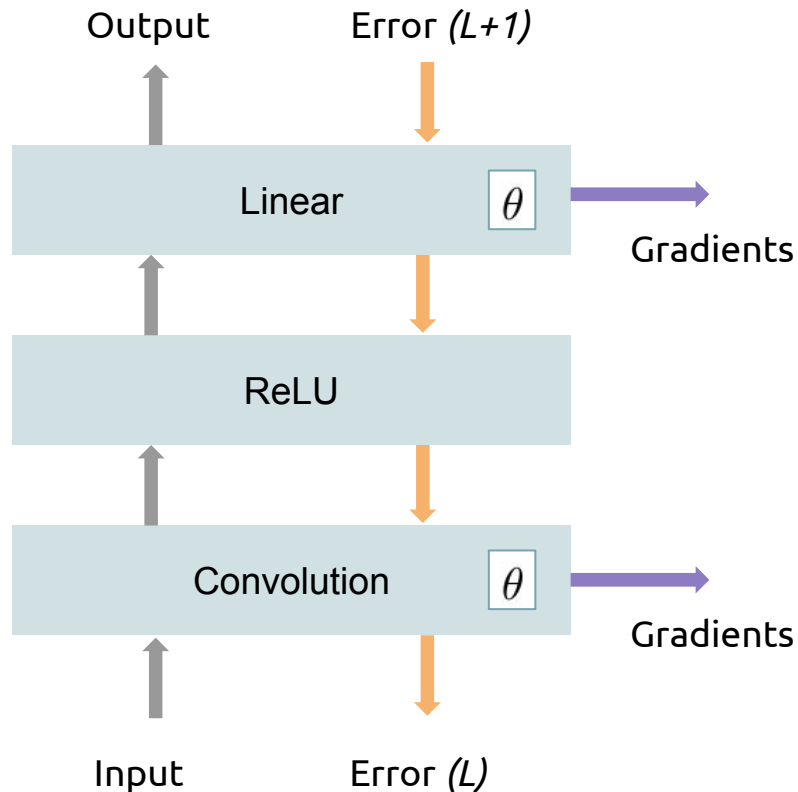 Output Error (L+1)
Linear θ
Gradients
ReLU
Convolution θ
Gradients
Input Error (L)